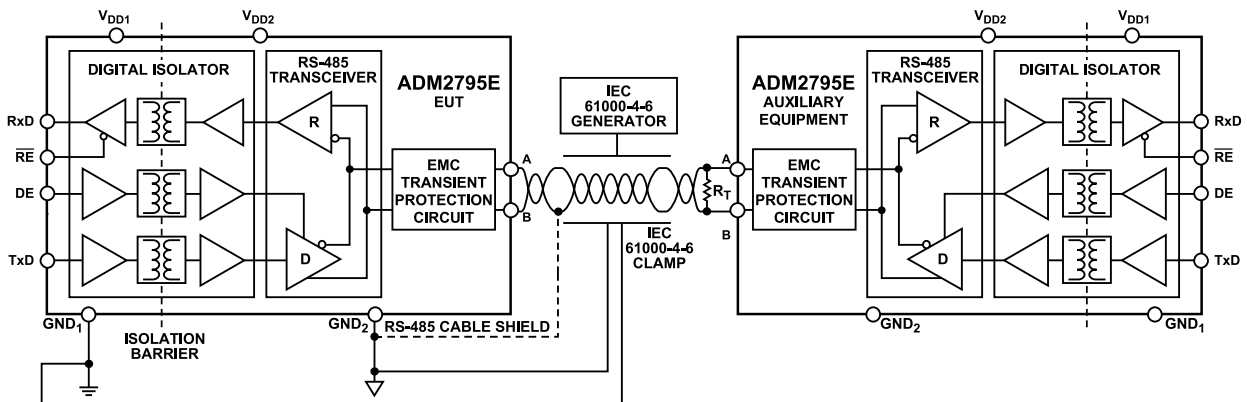 VDD1
VDD2
DIGITAL ISOLATOR
RS-485
TRANSCEIVER
ADM2795E
EUT
RxD
RE
DE
TxD
R
D
EMC
TRANSIENT
PROTECTION
CIRCUIT
A
B
GND1
ISOLATION
BARRIER
GND2
RS-485 CABLE SHIELD
IEC
61000-4-6
GENERATOR
IEC
61000-4-6
CLAMP
RT
A
B
VDD2
VDD1
ADM2795E
AUXILIARY
EQUIPMENT
RS-485
TRANSCEIVER
DIGITAL ISOLATOR
EMC
TRANSIENT
PROTECTION
CIRCUIT
R
D
RxD
RE
DE
TxD
GND2
GND1